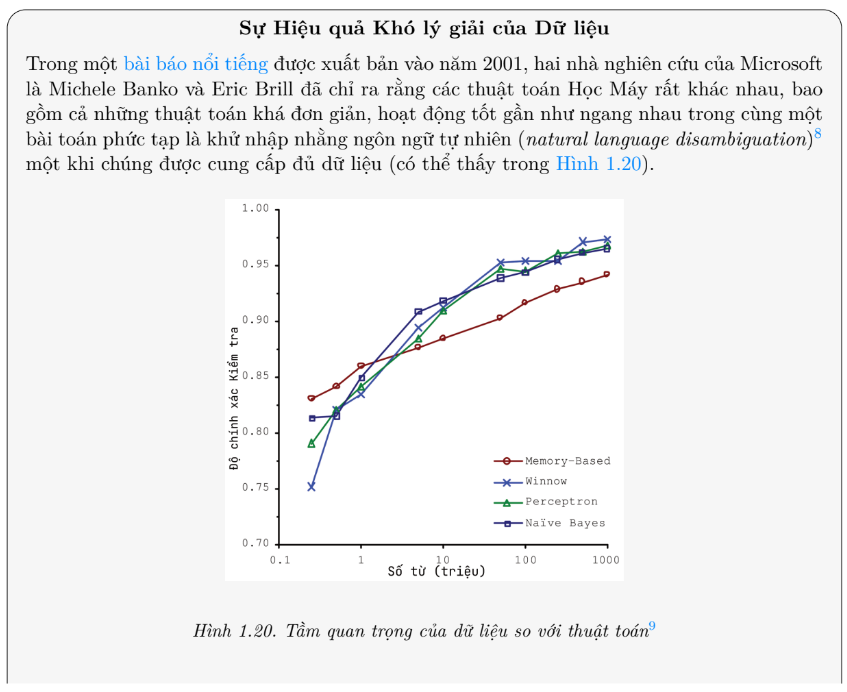 Sự Hiệu quả Khó lý giải của Dữ liệu
Trong một bài báo nổi tiếng được xuất bản vào năm 2001, hai nhà nghiên cứu của Microsoft
là Michele Banko và Eric Brill đã chỉ ra rằng các thuật toán Học Máy rất khác nhau, bao
gồm cả những thuật toán khá đơn giản, hoạt động tốt gần như ngang nhau trong cùng một
bài toán phức tạp là khử nhập nhằng ngôn ngữ tự nhiên (natural language disambiguation)8
một khi chúng được cung cấp đủ dữ liệu (có thể thấy trong Hình 1.20).
1.00
0.95
0.90
0.85
0.80
0.75
0.70
Độ chính xác Kiểm tra
Memory-Based
Winnow
Perceptron
Naïve Bayes
0.1 1 10 100 1000
Số từ (triệu)
Hình 1.20. Tầm quan trọng của dữ liệu so với thuật toán9